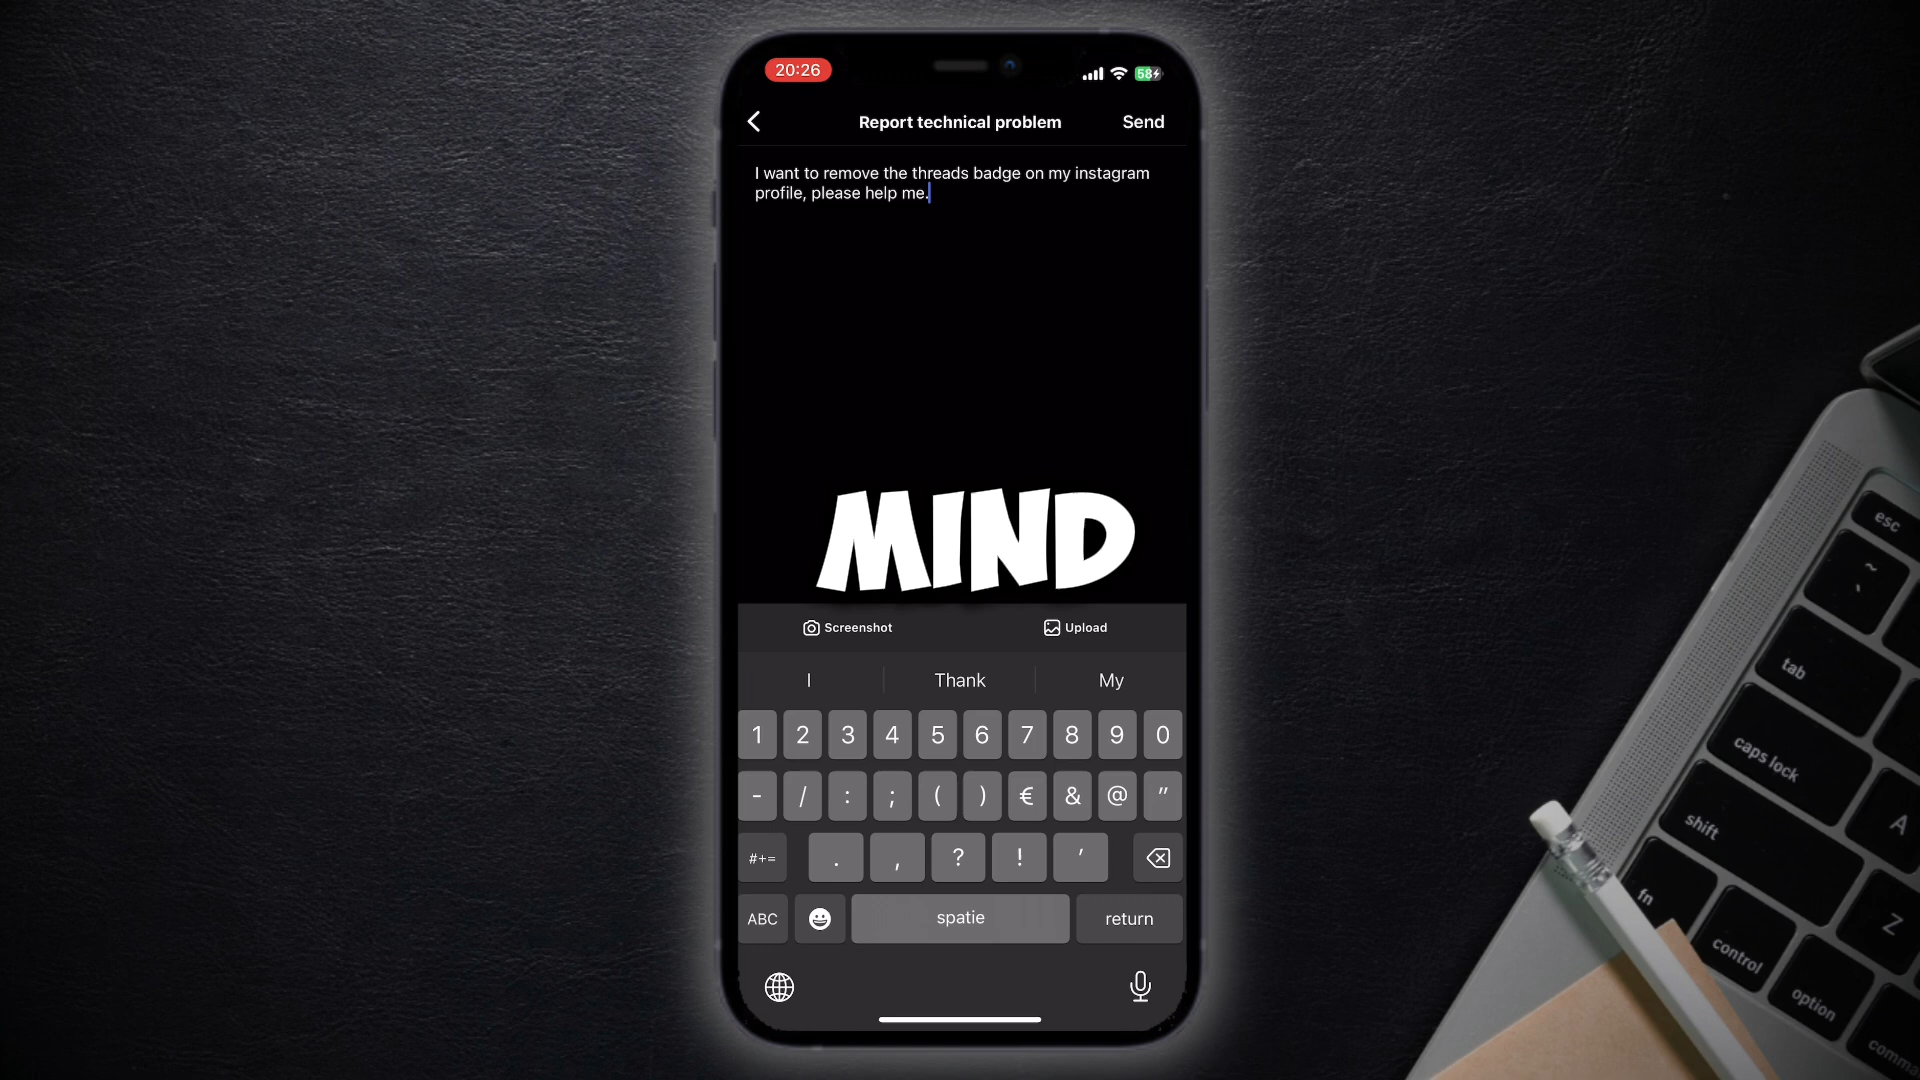 20:26
58
Report technical problem
Send
I want to remove the threads badge on my instagram
profile, please help me.
MIND
Screenshot
Upload
I
Thank
My
1 2 3 4 5 6 7 8 9 0
- / : ; ( ) € & @ "
#+= . , ? ! '
ABC
spatie
return
esc
~
`
tab
caps lock
A
shift
fn
Z
control
option